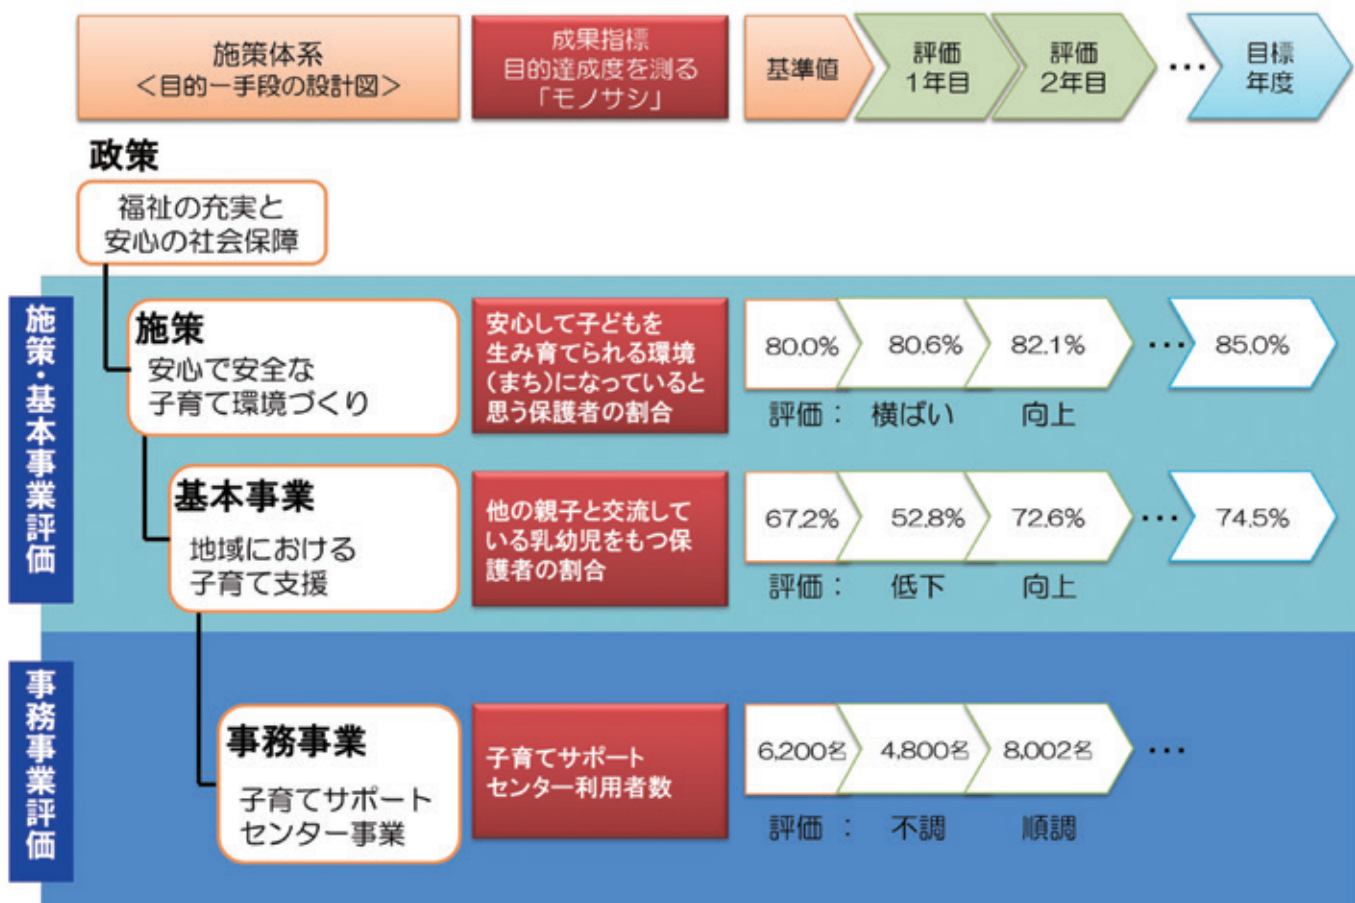 施策体系
＜目的ー手段の設計図＞
成果指標
目的達成度を測る
「モノサシ」
基準値
評価
1年目
評価
2年目
…
目標
年度
政策
福祉の充実と
安心の社会保障
施策・基本事業評価
施策
安心で安全な
子育て環境づくり
安心して子どもを
生み育てられる環境
(まち)になっていると
思う保護者の割合
80.0%
80.6%
82.1%
…
85.0%
評価：
横ばい
向上
基本事業
地域における
子育て支援
他の親子と交流して
いる乳幼児をもつ保
護者の割合
67.2%
52.8%
72.6%
…
74.5%
評価：
低下
向上
事務事業評価
事務事業
子育てサポート
センター事業
子育てサポート
センター利用者数
6,200名
4,800名
8,002名
…
評価：
不調
順調